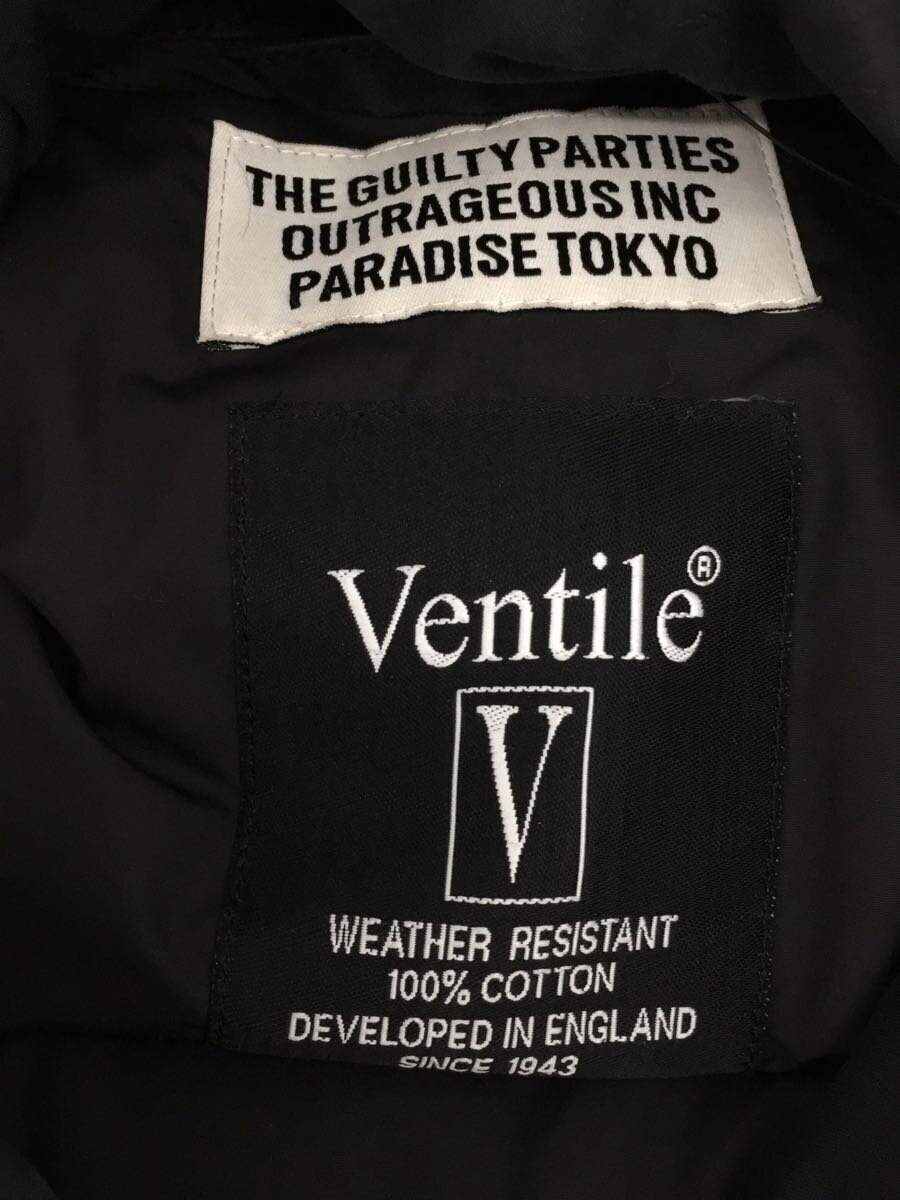 THE GUILTY PARTIES
OUTRAGEOUS INC
PARADISE TOKYO
Ventile®
V
WEATHER RESISTANT
100% COTTON
DEVELOPED IN ENGLAND
SINCE 1943